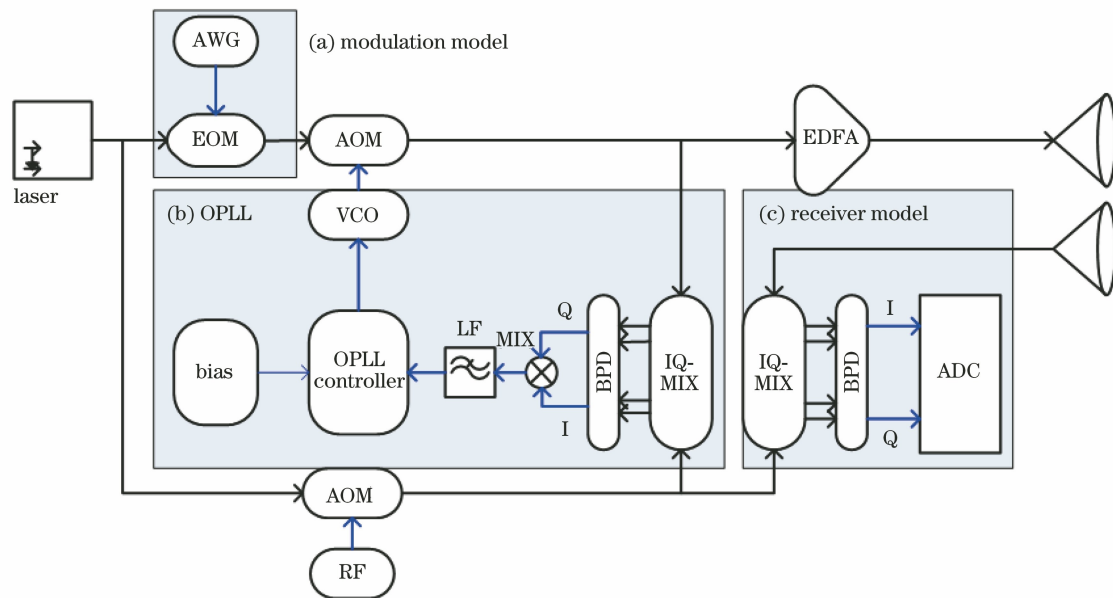 AWG
(a) modulation model
EOM
AOM
EDFA
laser
(b) OPLL
VCO
(c) receiver model
Q
I
LF
MIX
bias
OPLL
controller
BPD
IQ-
MIX
IQ-
MIX
BPD
ADC
I
Q
AOM
RF